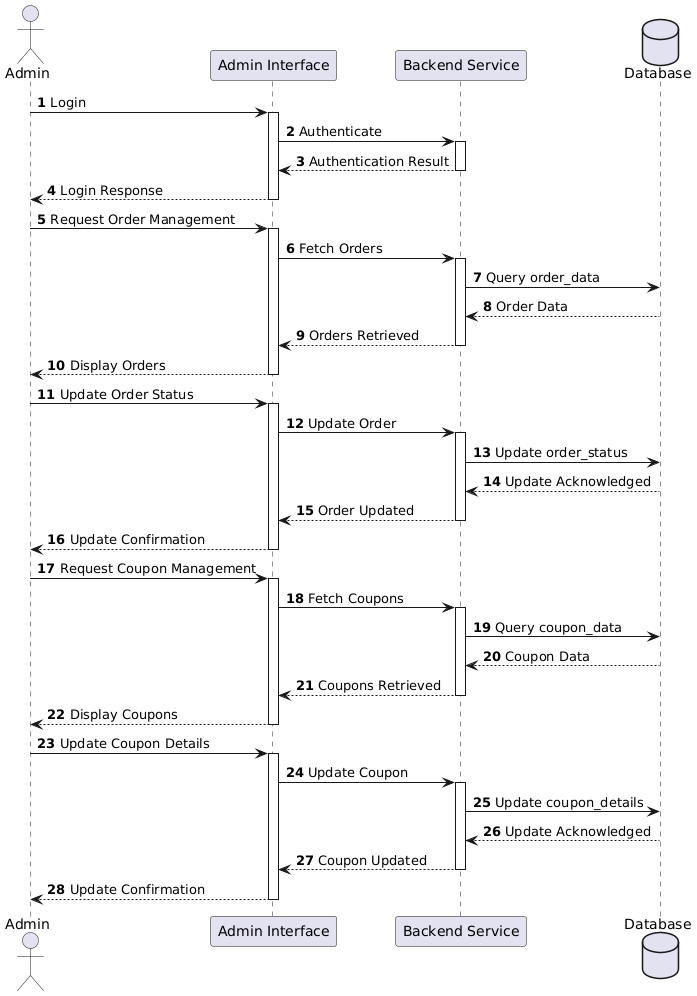 Admin
Admin Interface
Backend Service
Database
1 Login
2 Authenticate
3 Authentication Result
4 Login Response
5 Request Order Management
6 Fetch Orders
7 Query order_data
8 Order Data
9 Orders Retrieved
10 Display Orders
11 Update Order Status
12 Update Order
13 Update order_status
14 Update Acknowledged
15 Order Updated
16 Update Confirmation
17 Request Coupon Management
18 Fetch Coupons
19 Query coupon_data
20 Coupon Data
21 Coupons Retrieved
22 Display Coupons
23 Update Coupon Details
24 Update Coupon
25 Update coupon_details
26 Update Acknowledged
27 Coupon Updated
28 Update Confirmation
Admin
Admin Interface
Backend Service
Database